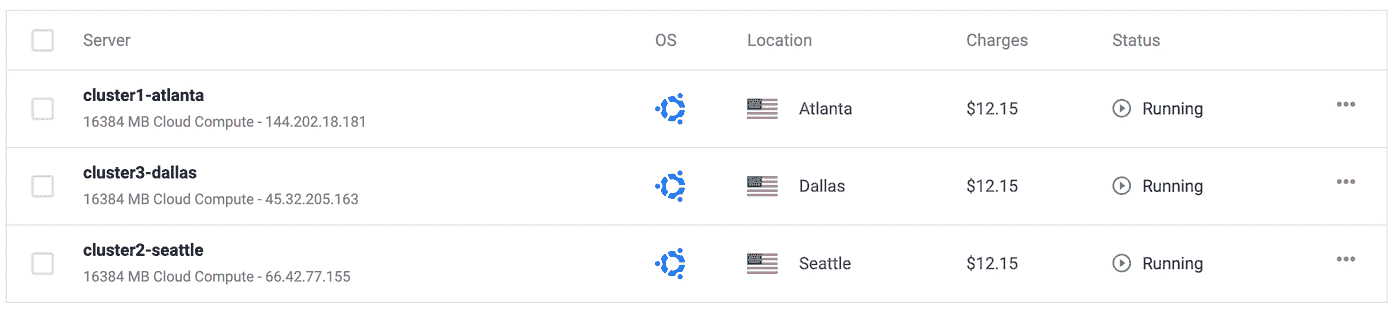 Server OS Location Charges Status
cluster1-atlanta
16384 MB Cloud Compute - 144.202.18.181
Atlanta $12.15 Running
cluster3-dallas
16384 MB Cloud Compute - 45.32.205.163
Dallas $12.15 Running
cluster2-seattle
16384 MB Cloud Compute - 66.42.77.155
Seattle $12.15 Running